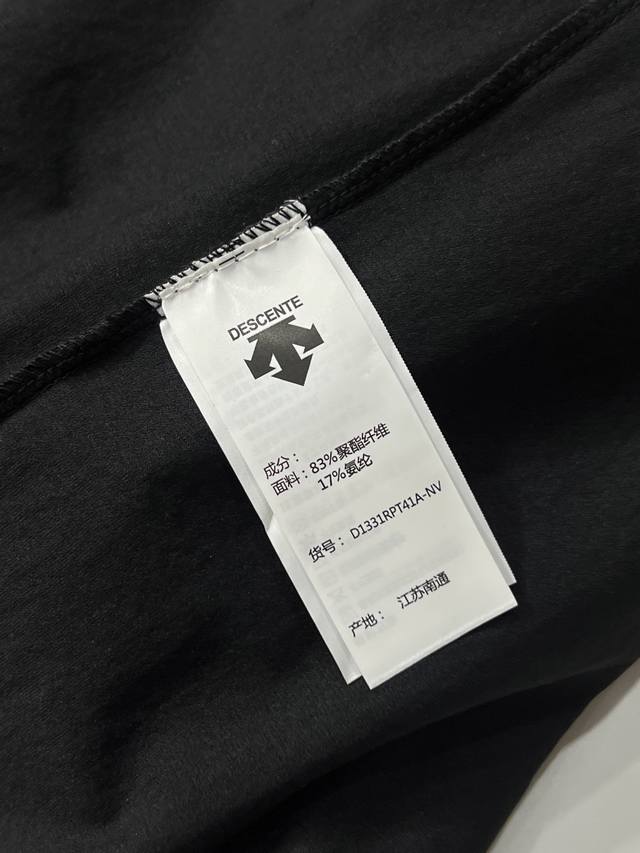 DESCENTE
成分：
面料：83%聚酯纤维
17%氨纶
货号：D1331RPT41A-NV
产地：江苏南通